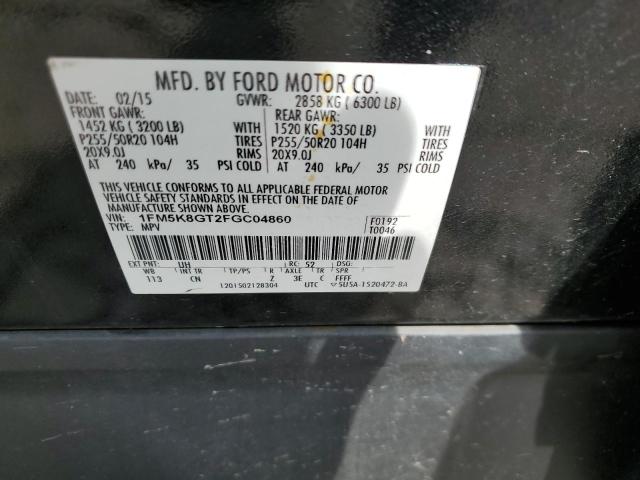 MFD. BY FORD MOTOR CO.
DATE: 02/15 GVWR: 2858 KG ( 6300 LB)
FRONT GAWR: REAR GAWR:
1452 KG ( 3200 LB) WITH 1520 KG ( 3350 LB) WITH
P255/50R20 104H TIRES P255/50R20 104H TIRES
20X9.0J RIMS 20X9.0J RIMS
AT 240 kPa/ 35 PSI COLD AT 240 kPa/ 35 PSI COLD
THIS VEHICLE CONFORMS TO ALL APPLICABLE FEDERAL MOTOR
VEHICLE SAFETY STANDARDS IN EFFECT ON THE DATE OF
MANUFACTURE SHOWN ABOVE.
VIN: 1FM5K8GT2FGC04860 F0192
TYPE: MPV T0046
EXT PNT: UH RC: 52 DSG:
WB INT TR TP/PS R AXLE TR SPR
113 CN Z 3E C FFFF
1201502128304 UTC ▽5U5A-1520472-BA